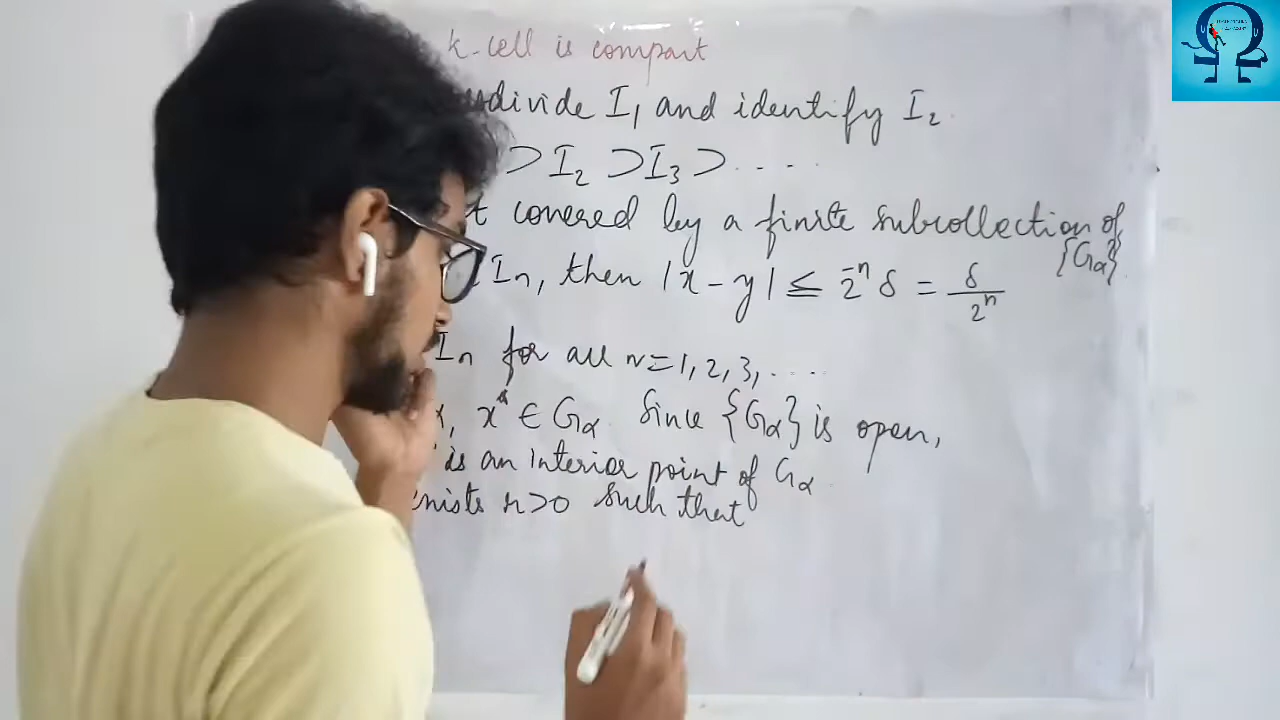 k-cell is compact
divide I₁ and identify I₂
⊃ I₂ ⊃ I₃ ⊃ ....
covered by a finite subcollection of
{Gα}
Iₙ, then |x - y| ≤ 2⁻ⁿ δ = δ/2ⁿ
Iₙ for all n = 1, 2, 3, ....
α, x* ∈ Gα Since {Gα} is open,
is an interior point of Gα
r>0 such that